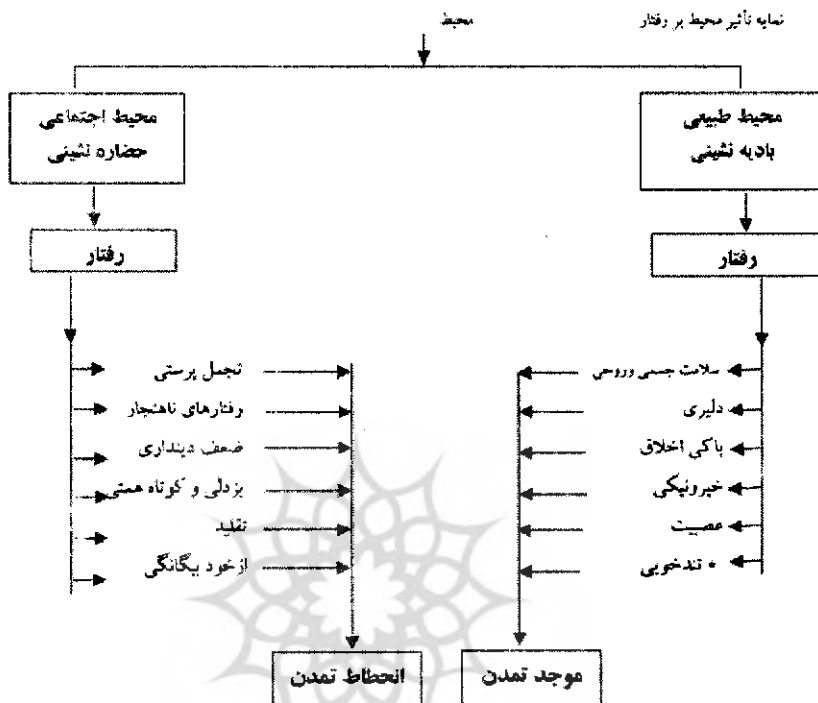 نمایه تأثیر محیط بر رفتار
محیط
محیط طبیعی
بادیه نشینی
محیط اجتماعی
حضاره نشینی
رفتار
رفتار
سلامت جسمی وروحی
دلیری
پاکی اخلاق
خیرونیکی
عصبیت
* تندخویی
تجمل پرستی
رفتارهای ناهنجار
ضعف دینداری
بزدلی و کوتاه همتی
تقلید
ازخود بیگانگی
موجد تمدن
انحطاط تمدن